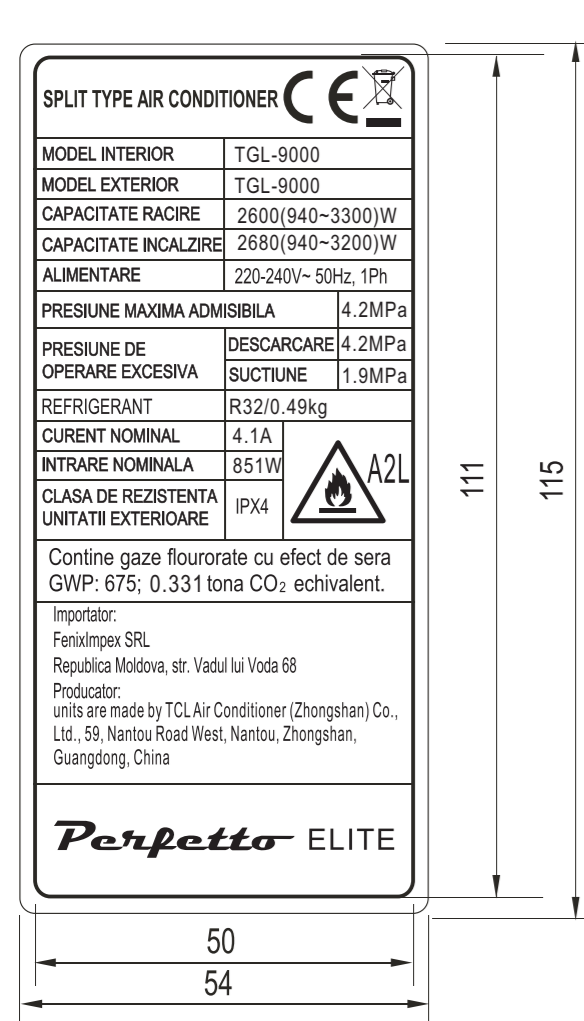 SPLIT TYPE AIR CONDITIONER CE
MODEL INTERIOR TGL-9000
MODEL EXTERIOR TGL-9000
CAPACITATE RACIRE 2600(940~3300)W
CAPACITATE INCALZIRE 2680(940~3200)W
ALIMENTARE 220-240V~ 50Hz, 1Ph
PRESIUNE MAXIMA ADMISIBILA 4.2MPa
PRESIUNE DE
OPERARE EXCESIVA
DESCARCARE 4.2MPa
SUCTIUNE 1.9MPa
REFRIGERANT R32/0.49kg
CURENT NOMINAL 4.1A
INTRARE NOMINALA 851W
CLASA DE REZISTENTA
UNITATII EXTERIOARE
IPX4
A2L
Contine gaze flourorate cu efect de sera
GWP: 675; 0.331 tona CO₂ echivalent.
Importator:
FenixImpex SRL
Republica Moldova, str. Vadul lui Voda 68
Producator:
units are made by TCL Air Conditioner (Zhongshan) Co.,
Ltd., 59, Nantou Road West, Nantou, Zhongshan,
Guangdong, China
Perfetto ELITE
111
115
50
54